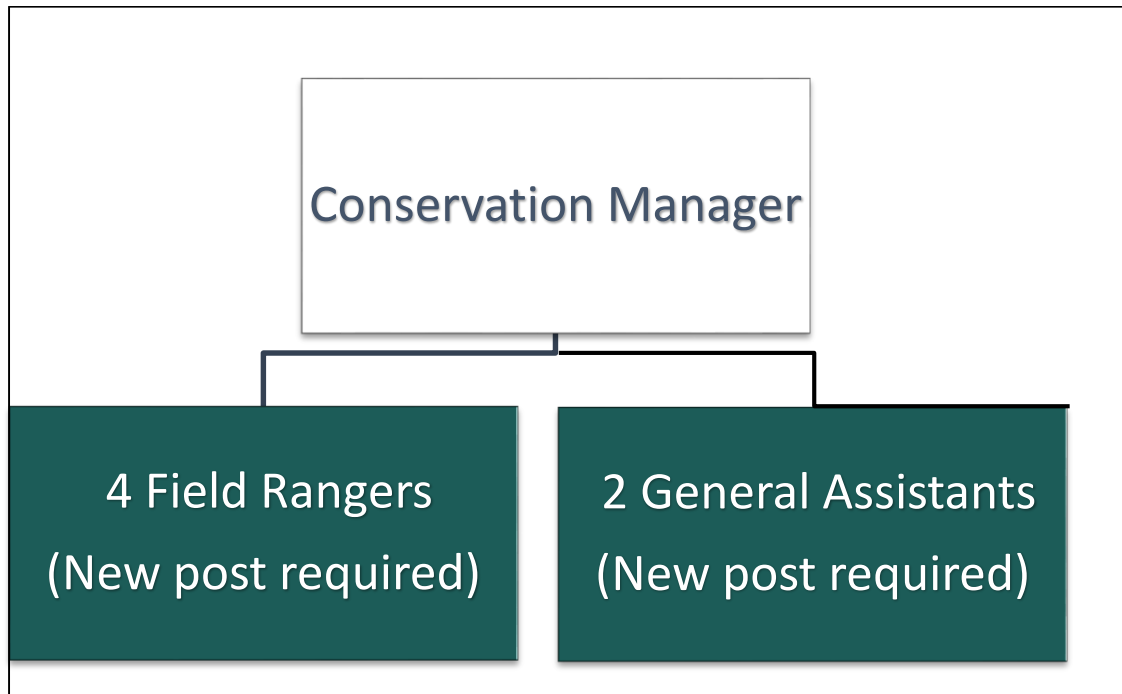 Conservation Manager
4 Field Rangers
(New post required)
2 General Assistants
(New post required)